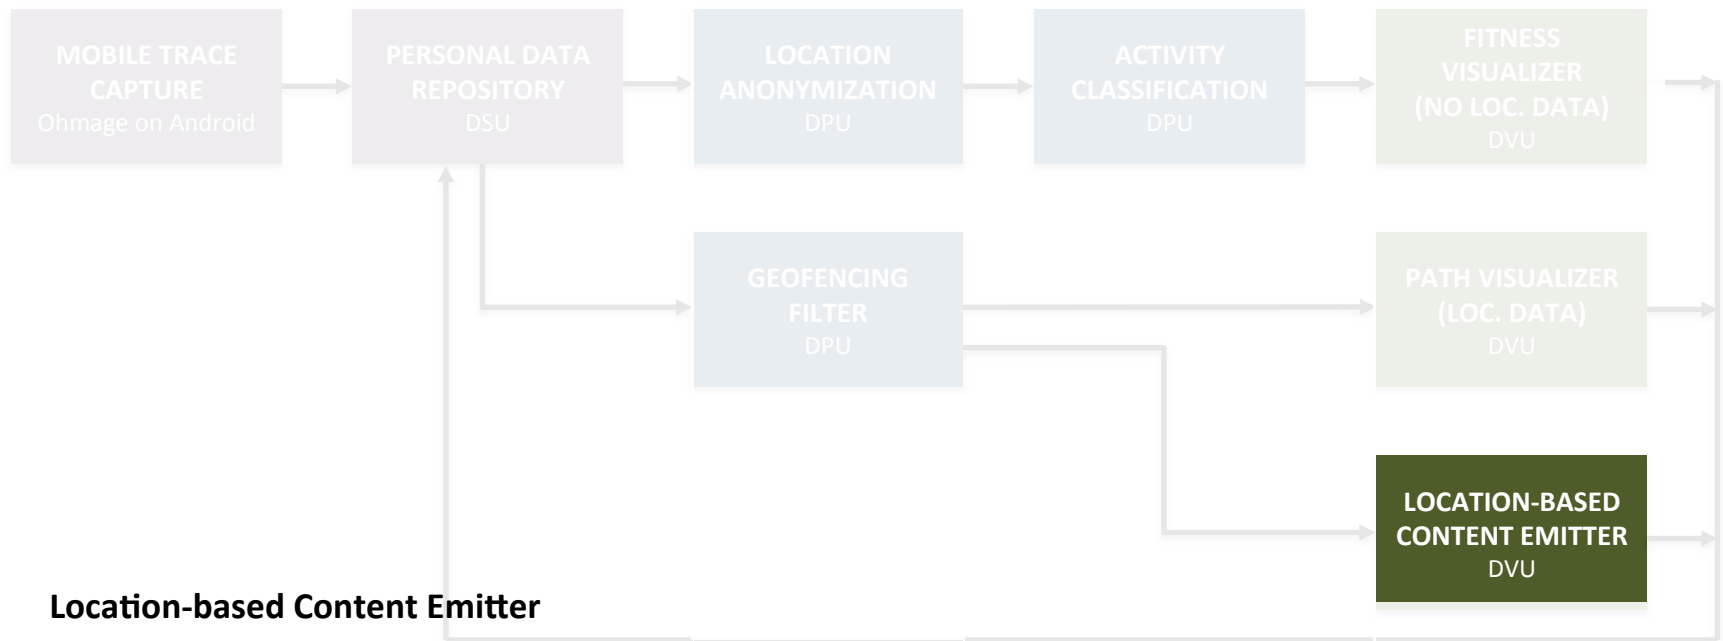 MOBILE TRACE
CAPTURE
Ohmage on Android
PERSONAL DATA
REPOSITORY
DSU
LOCATION
ANONYMIZATION
DPU
ACTIVITY
CLASSIFICATION
DPU
FITNESS
VISUALIZER
(NO LOC. DATA)
DVU
GEOFENCING
FILTER
DPU
PATH VISUALIZER
(LOC. DATA)
DVU
LOCATION-BASED
CONTENT EMITTER
DVU
Location-based Content Emitter